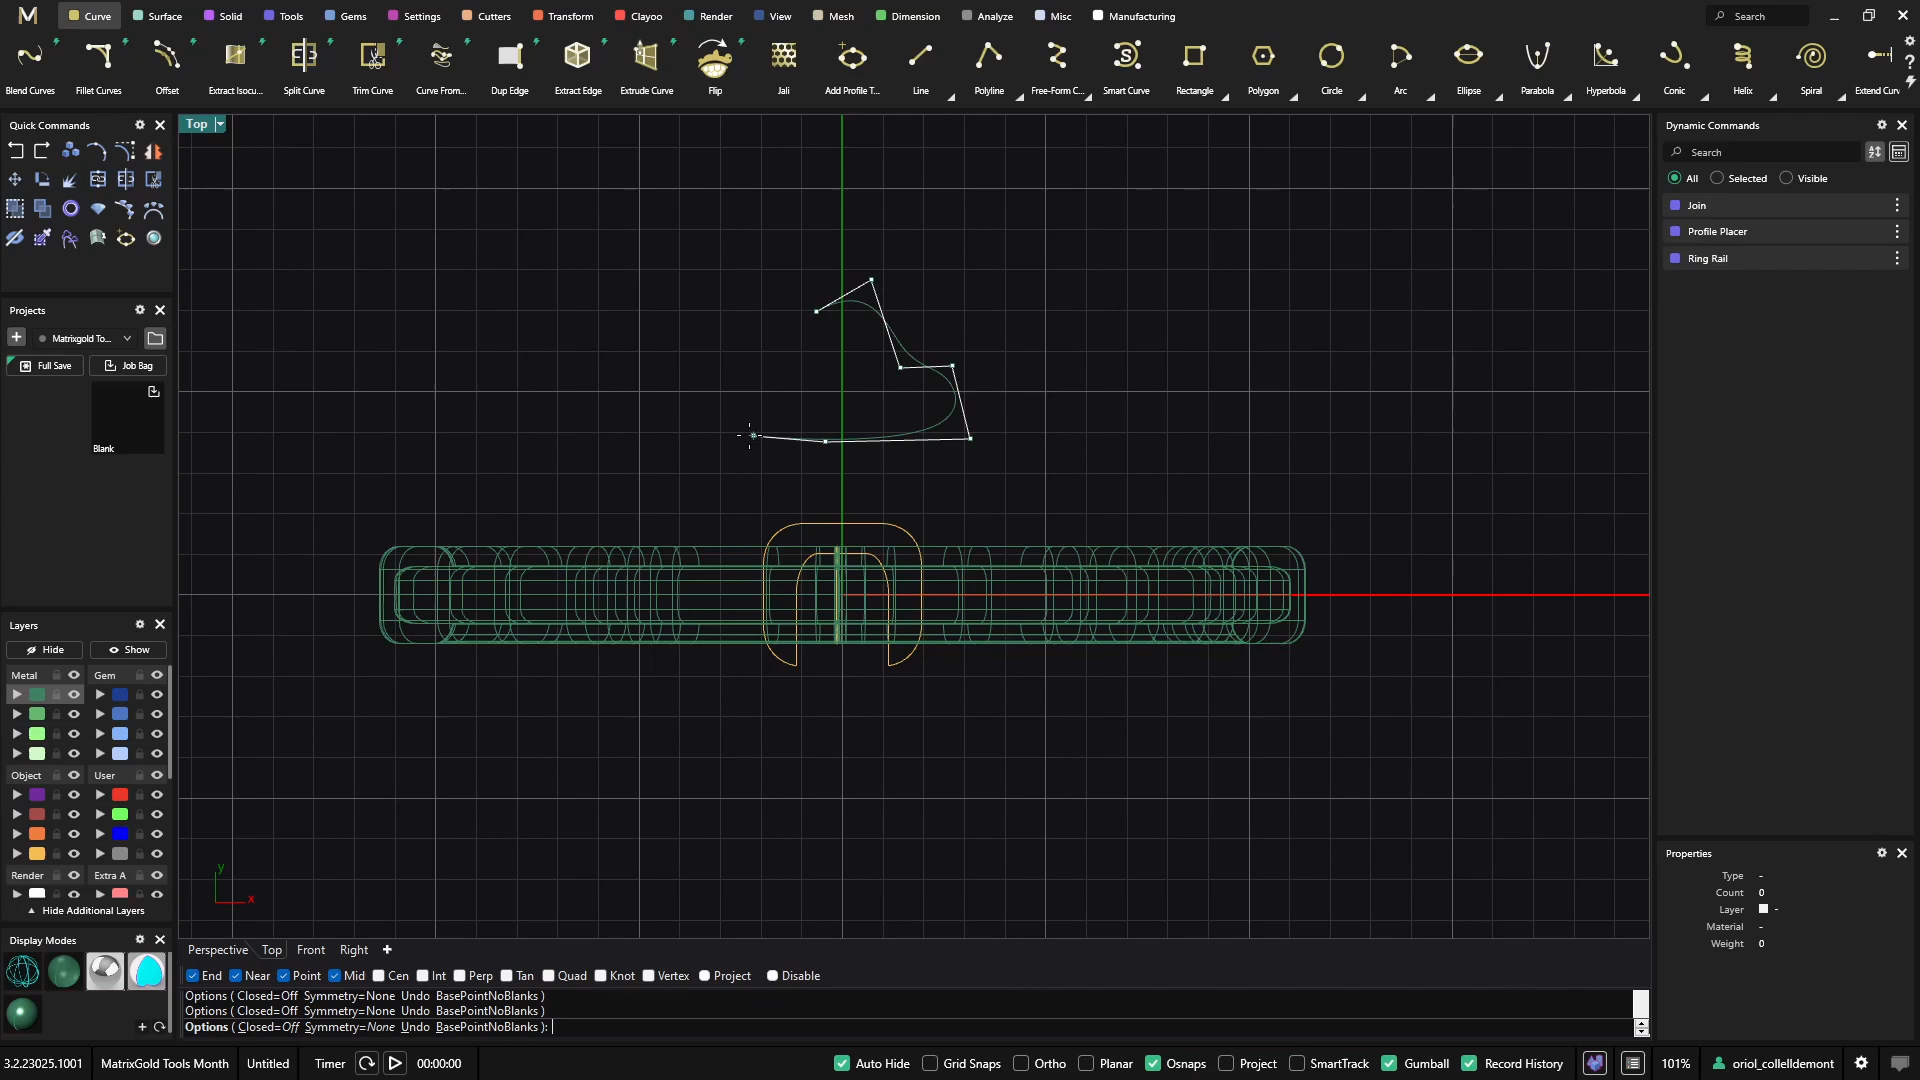 Curve Surface Solid Tools Gems Settings Cutters Transform Clayoo Render View Mesh Dimension Analyze Misc Manufacturing Search
Blend Curves Fillet Curves Offset Extract Isocu... Split Curve Trim Curve Curve From... Dup Edge Extract Edge Extrude Curve Flip Jali Add Profile T... Line Polyline Free-Form C... Smart Curve Rectangle Polygon Circle Arc Ellipse Parabola Hyperbola Conic Helix Spiral Extend Curv
Quick Commands
Projects
Matrixgold To...
Full Save Job Bag
Blank
Layers
Hide Show
Metal Gem
Object User
Render Extra A
Hide Additional Layers
Display Modes
Top
y
x
Perspective Top Front Right
End Near Point Mid Cen Int Perp Tan Quad Knot Vertex Project Disable
Options ( Closed=Off Symmetry=None Undo BasePointNoBlanks )
Options ( Closed=Off Symmetry=None Undo BasePointNoBlanks )
Options ( Closed=Off Symmetry=None Undo BasePointNoBlanks ):
Dynamic Commands
Search
All Selected Visible
Join
Profile Placer
Ring Rail
Properties
Type -
Count 0
Layer -
Material -
Weight 0
3.2.23025.1001 MatrixGold Tools Month Untitled Timer 00:00:00 Auto Hide Grid Snaps Ortho Planar Osnaps Project SmartTrack Gumball Record History 101% oriol_collelldemont